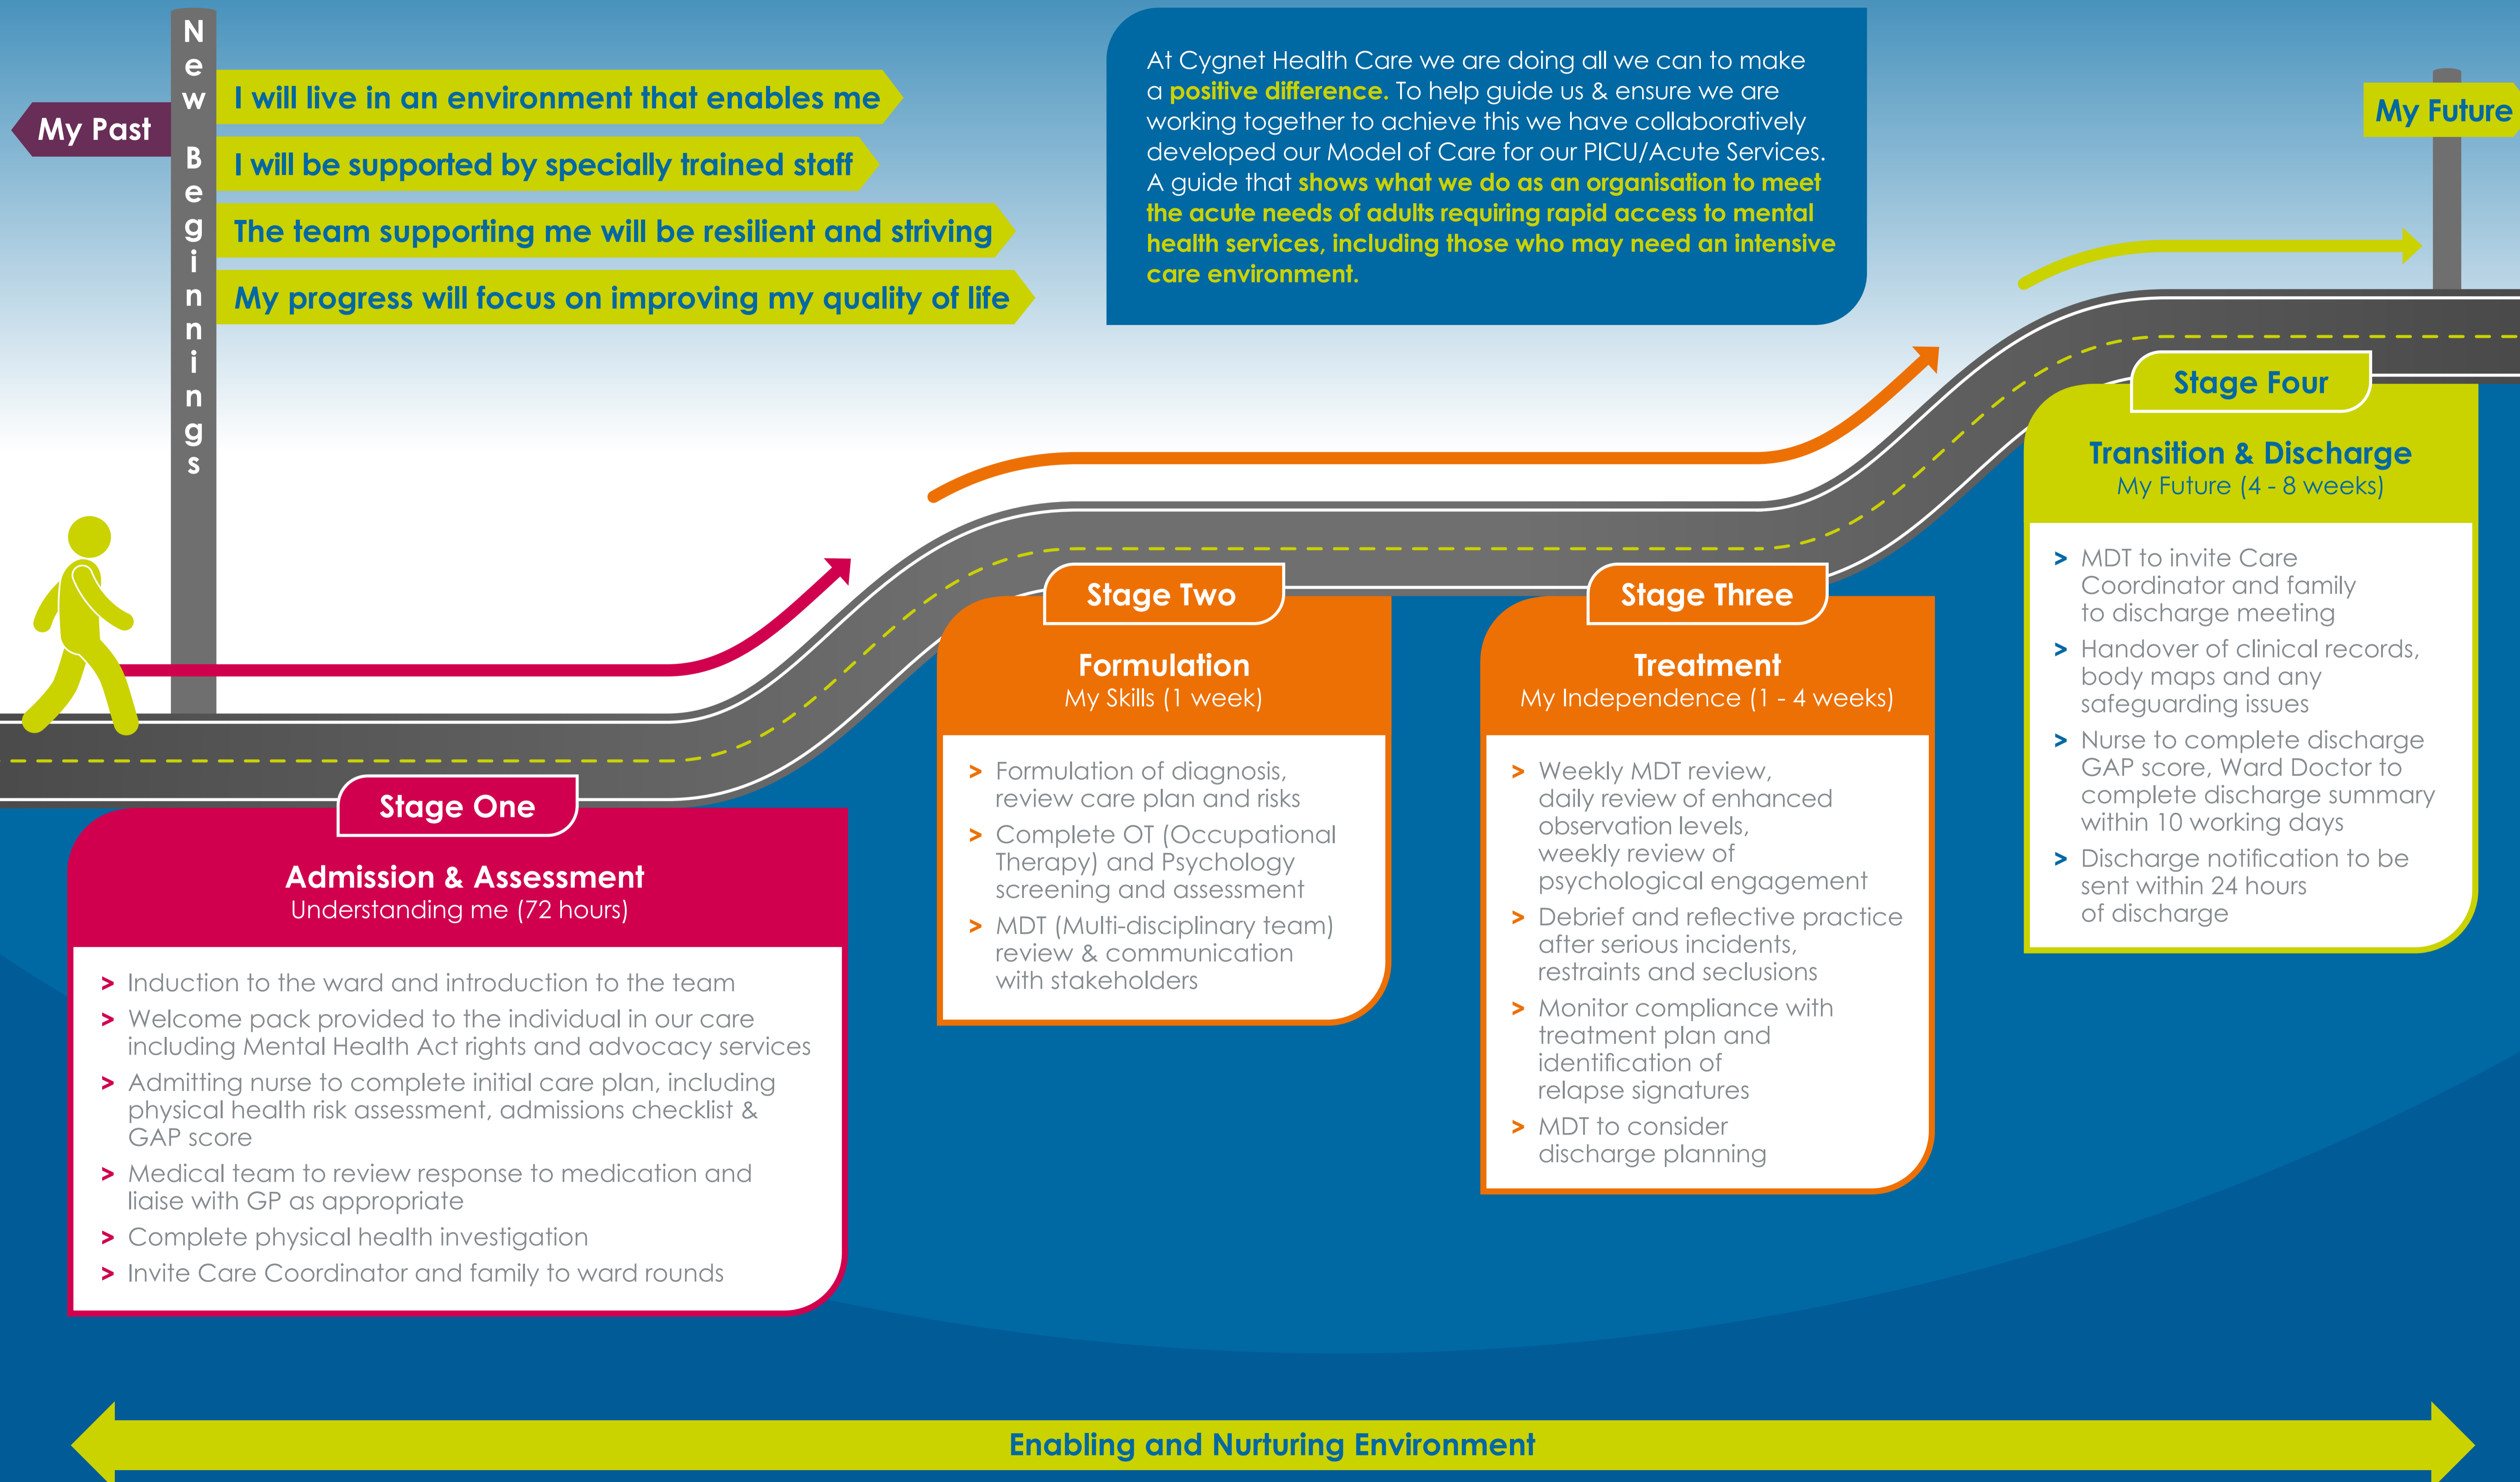 New Beginnings
My Past
I will live in an environment that enables me
I will be supported by specially trained staff
The team supporting me will be resilient and striving
My progress will focus on improving my quality of life
At Cygnet Health Care we are doing all we can to make
a positive difference. To help guide us & ensure we are
working together to achieve this we have collaboratively
developed our Model of Care for our PICU/Acute Services.
A guide that shows what we do as an organisation to meet
the acute needs of adults requiring rapid access to mental
health services, including those who may need an intensive
care environment.
My Future
Stage One
Admission & Assessment
Understanding me (72 hours)
> Induction to the ward and introduction to the team
> Welcome pack provided to the individual in our care
including Mental Health Act rights and advocacy services
> Admitting nurse to complete initial care plan, including
physical health risk assessment, admissions checklist &
GAP score
> Medical team to review response to medication and
liaise with GP as appropriate
> Complete physical health investigation
> Invite Care Coordinator and family to ward rounds
Stage Two
Formulation
My Skills (1 week)
> Formulation of diagnosis,
review care plan and risks
> Complete OT (Occupational
Therapy) and Psychology
screening and assessment
> MDT (Multi-disciplinary team)
review & communication
with stakeholders
Stage Three
Treatment
My Independence (1 - 4 weeks)
> Weekly MDT review,
daily review of enhanced
observation levels,
weekly review of
psychological engagement
> Debrief and reflective practice
after serious incidents,
restraints and seclusions
> Monitor compliance with
treatment plan and
identification of
relapse signatures
> MDT to consider
discharge planning
Stage Four
Transition & Discharge
My Future (4 - 8 weeks)
> MDT to invite Care
Coordinator and family
to discharge meeting
> Handover of clinical records,
body maps and any
safeguarding issues
> Nurse to complete discharge
GAP score, Ward Doctor to
complete discharge summary
within 10 working days
> Discharge notification to be
sent within 24 hours
of discharge
Enabling and Nurturing Environment